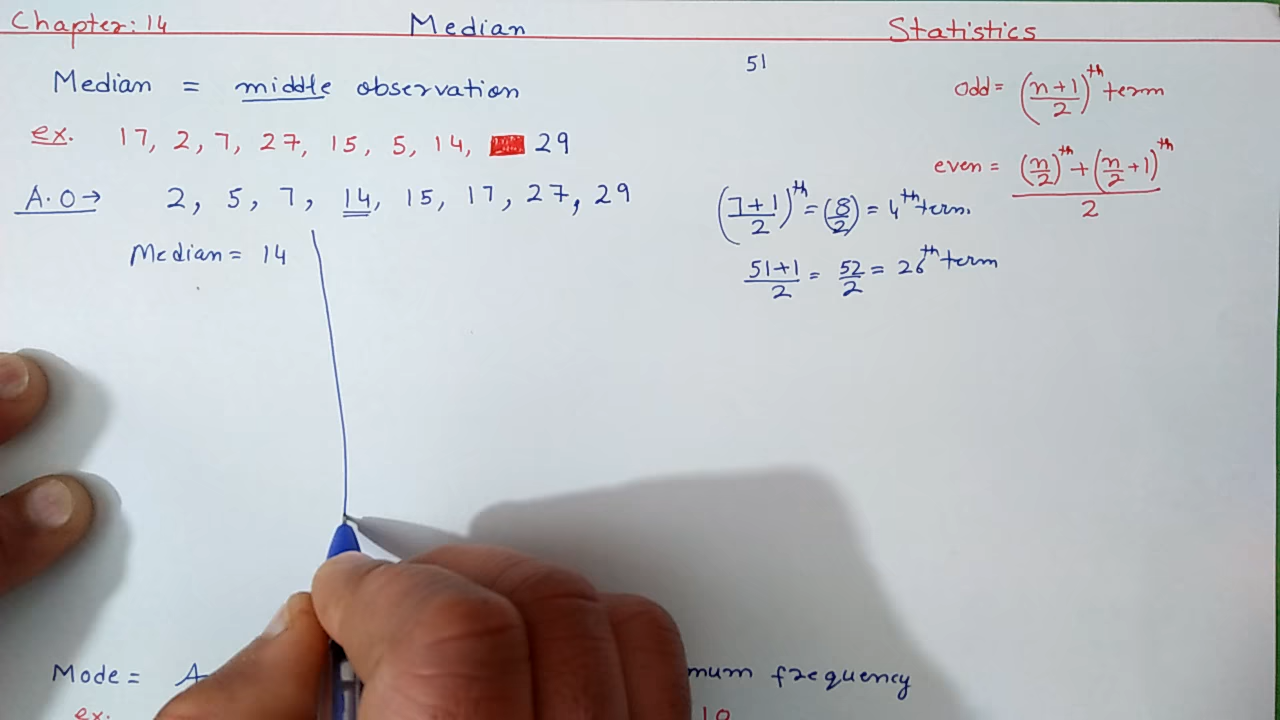 Chapter: 14 Median Statistics
Median = middle observation
51
odd = (n+1/2)th term
ex. 17, 2, 7, 27, 15, 5, 14, 29
even = (n/2)th + (n/2 + 1)th / 2
A.O → 2, 5, 7, 14, 15, 17, 27, 29
(7+1/2)th = (8/2) = 4th term.
Median = 14
51+1/2 = 52/2 = 26th term
Mode = A mum frequency
ex. 10